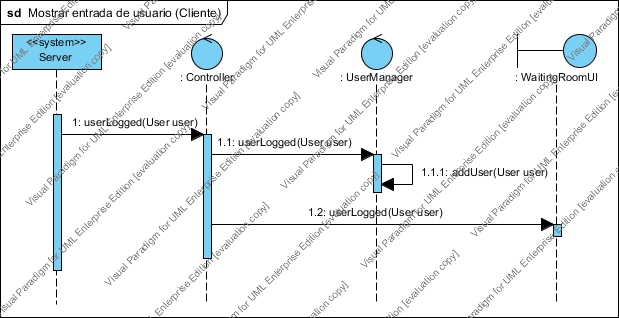 sd Mostrar entrada de usuario (Cliente)
<<system>>
Server
: Controller
: UserManager
: WaitingRoomUI
1: userLogged(User user)
1.1: userLogged(User user)
1.1.1: addUser(User user)
1.2: userLogged(User user)
Visual Paradigm for UML Enterprise Edition [evaluation copy]